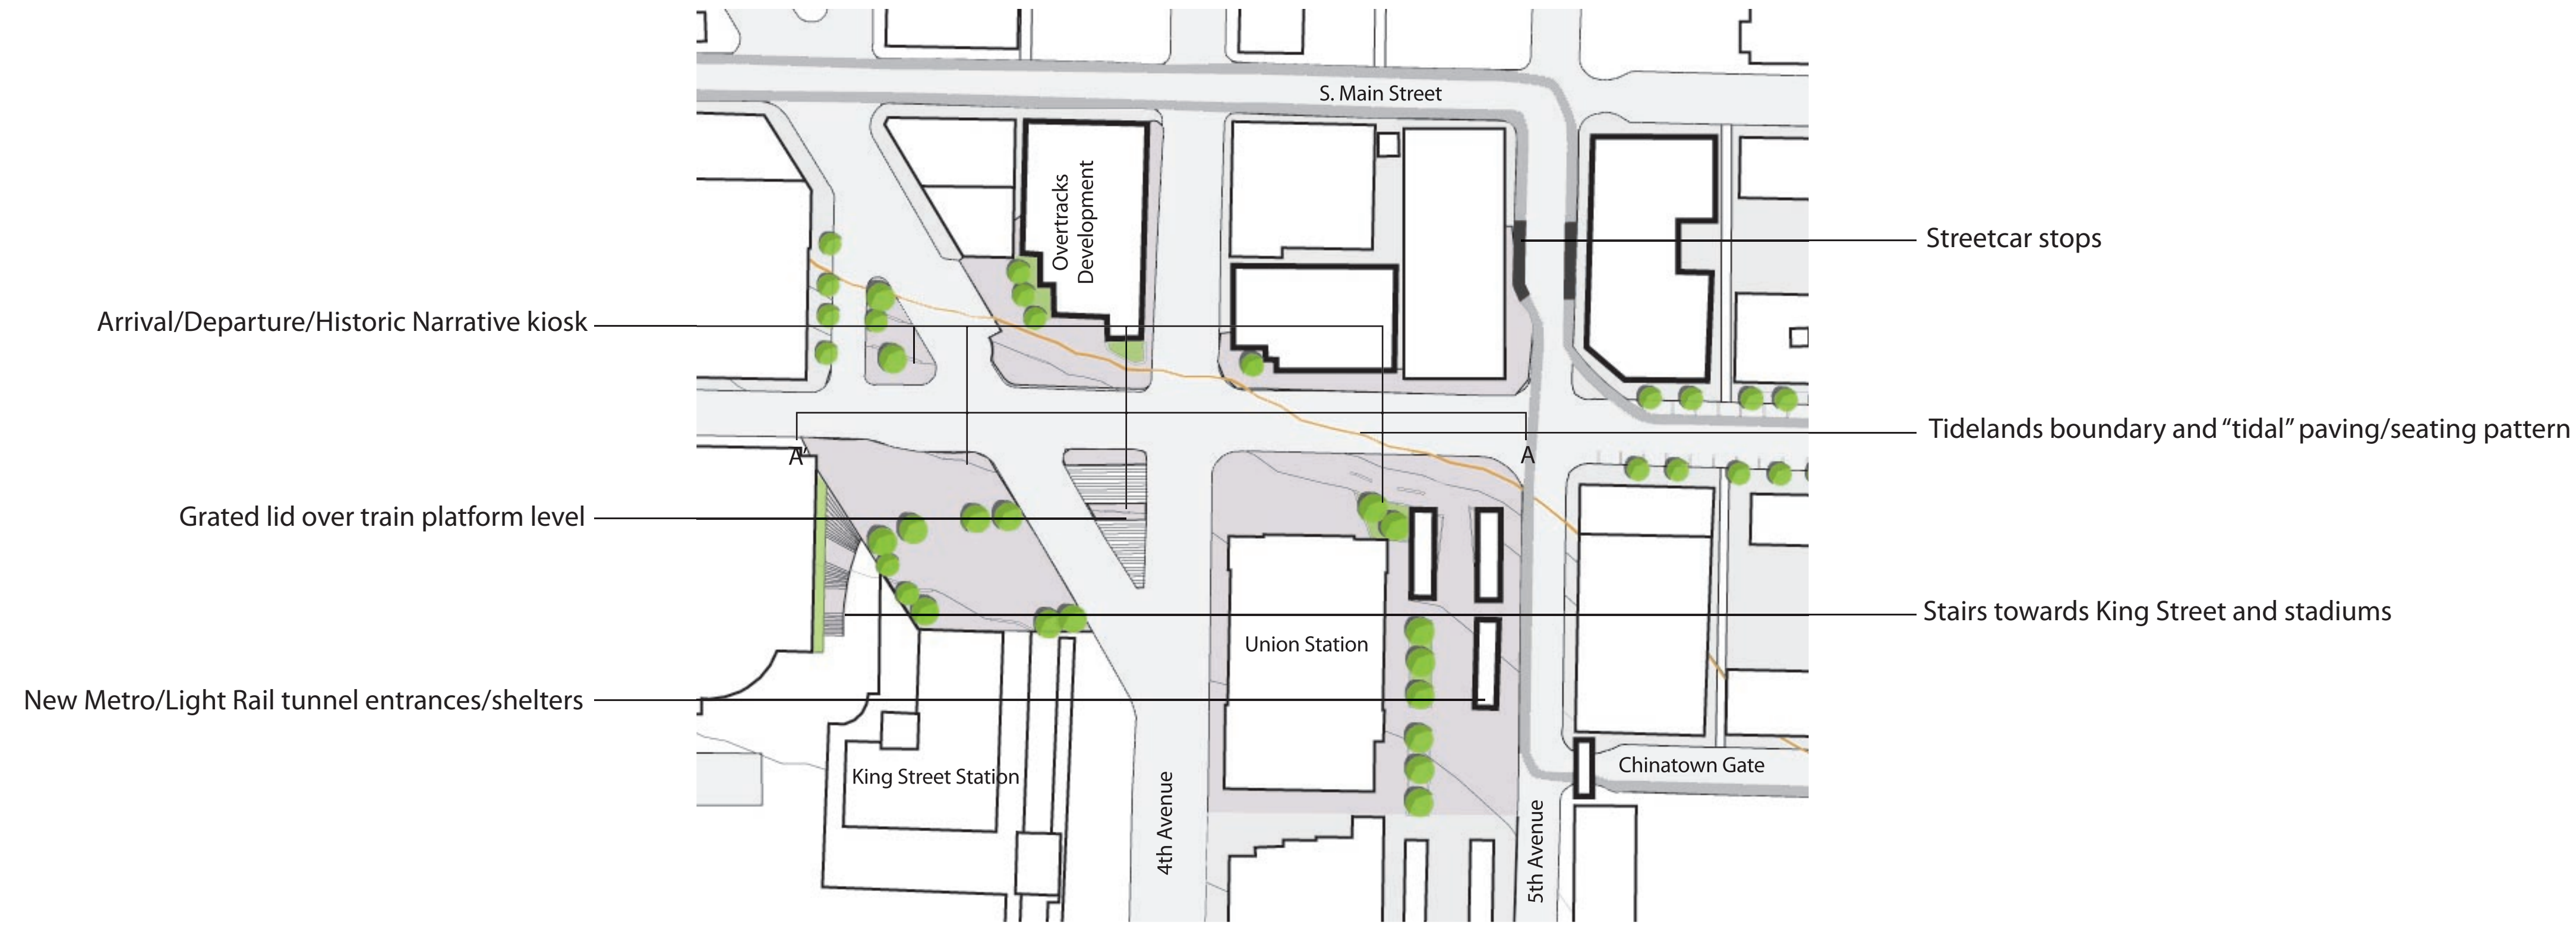 S. Main Street
Overtracks
Development
Streetcar stops
Arrival/Departure/Historic Narrative kiosk
Tidelands boundary and “tidal” paving/seating pattern
A’
A
Grated lid over train platform level
Stairs towards King Street and stadiums
Union Station
New Metro/Light Rail tunnel entrances/shelters
King Street Station
Chinatown Gate
4th Avenue
5th Avenue